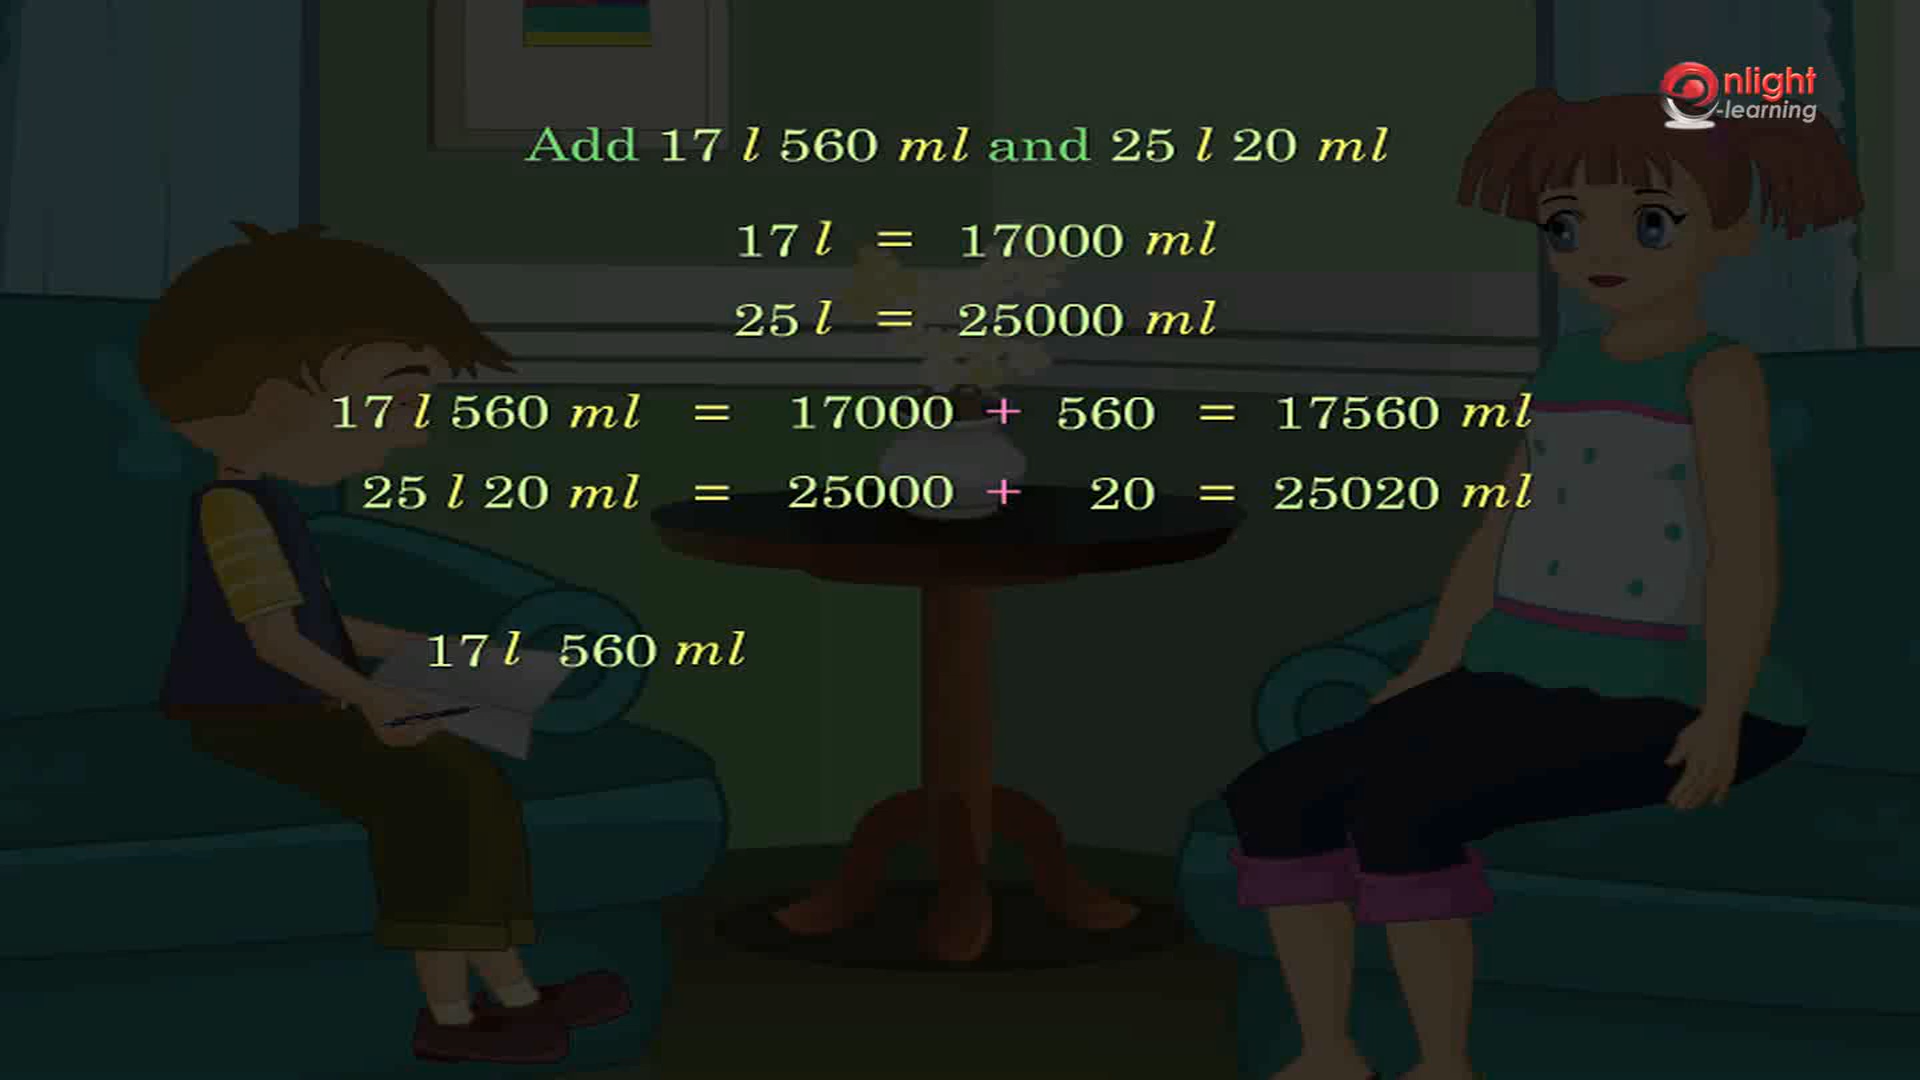 nlight
-learning
Add 17 l 560 ml and 25 l 20 ml
17 l = 17000 ml
25 l = 25000 ml
17 l 560 ml = 17000 + 560 = 17560 ml
25 l 20 ml = 25000 + 20 = 25020 ml
17 l 560 ml